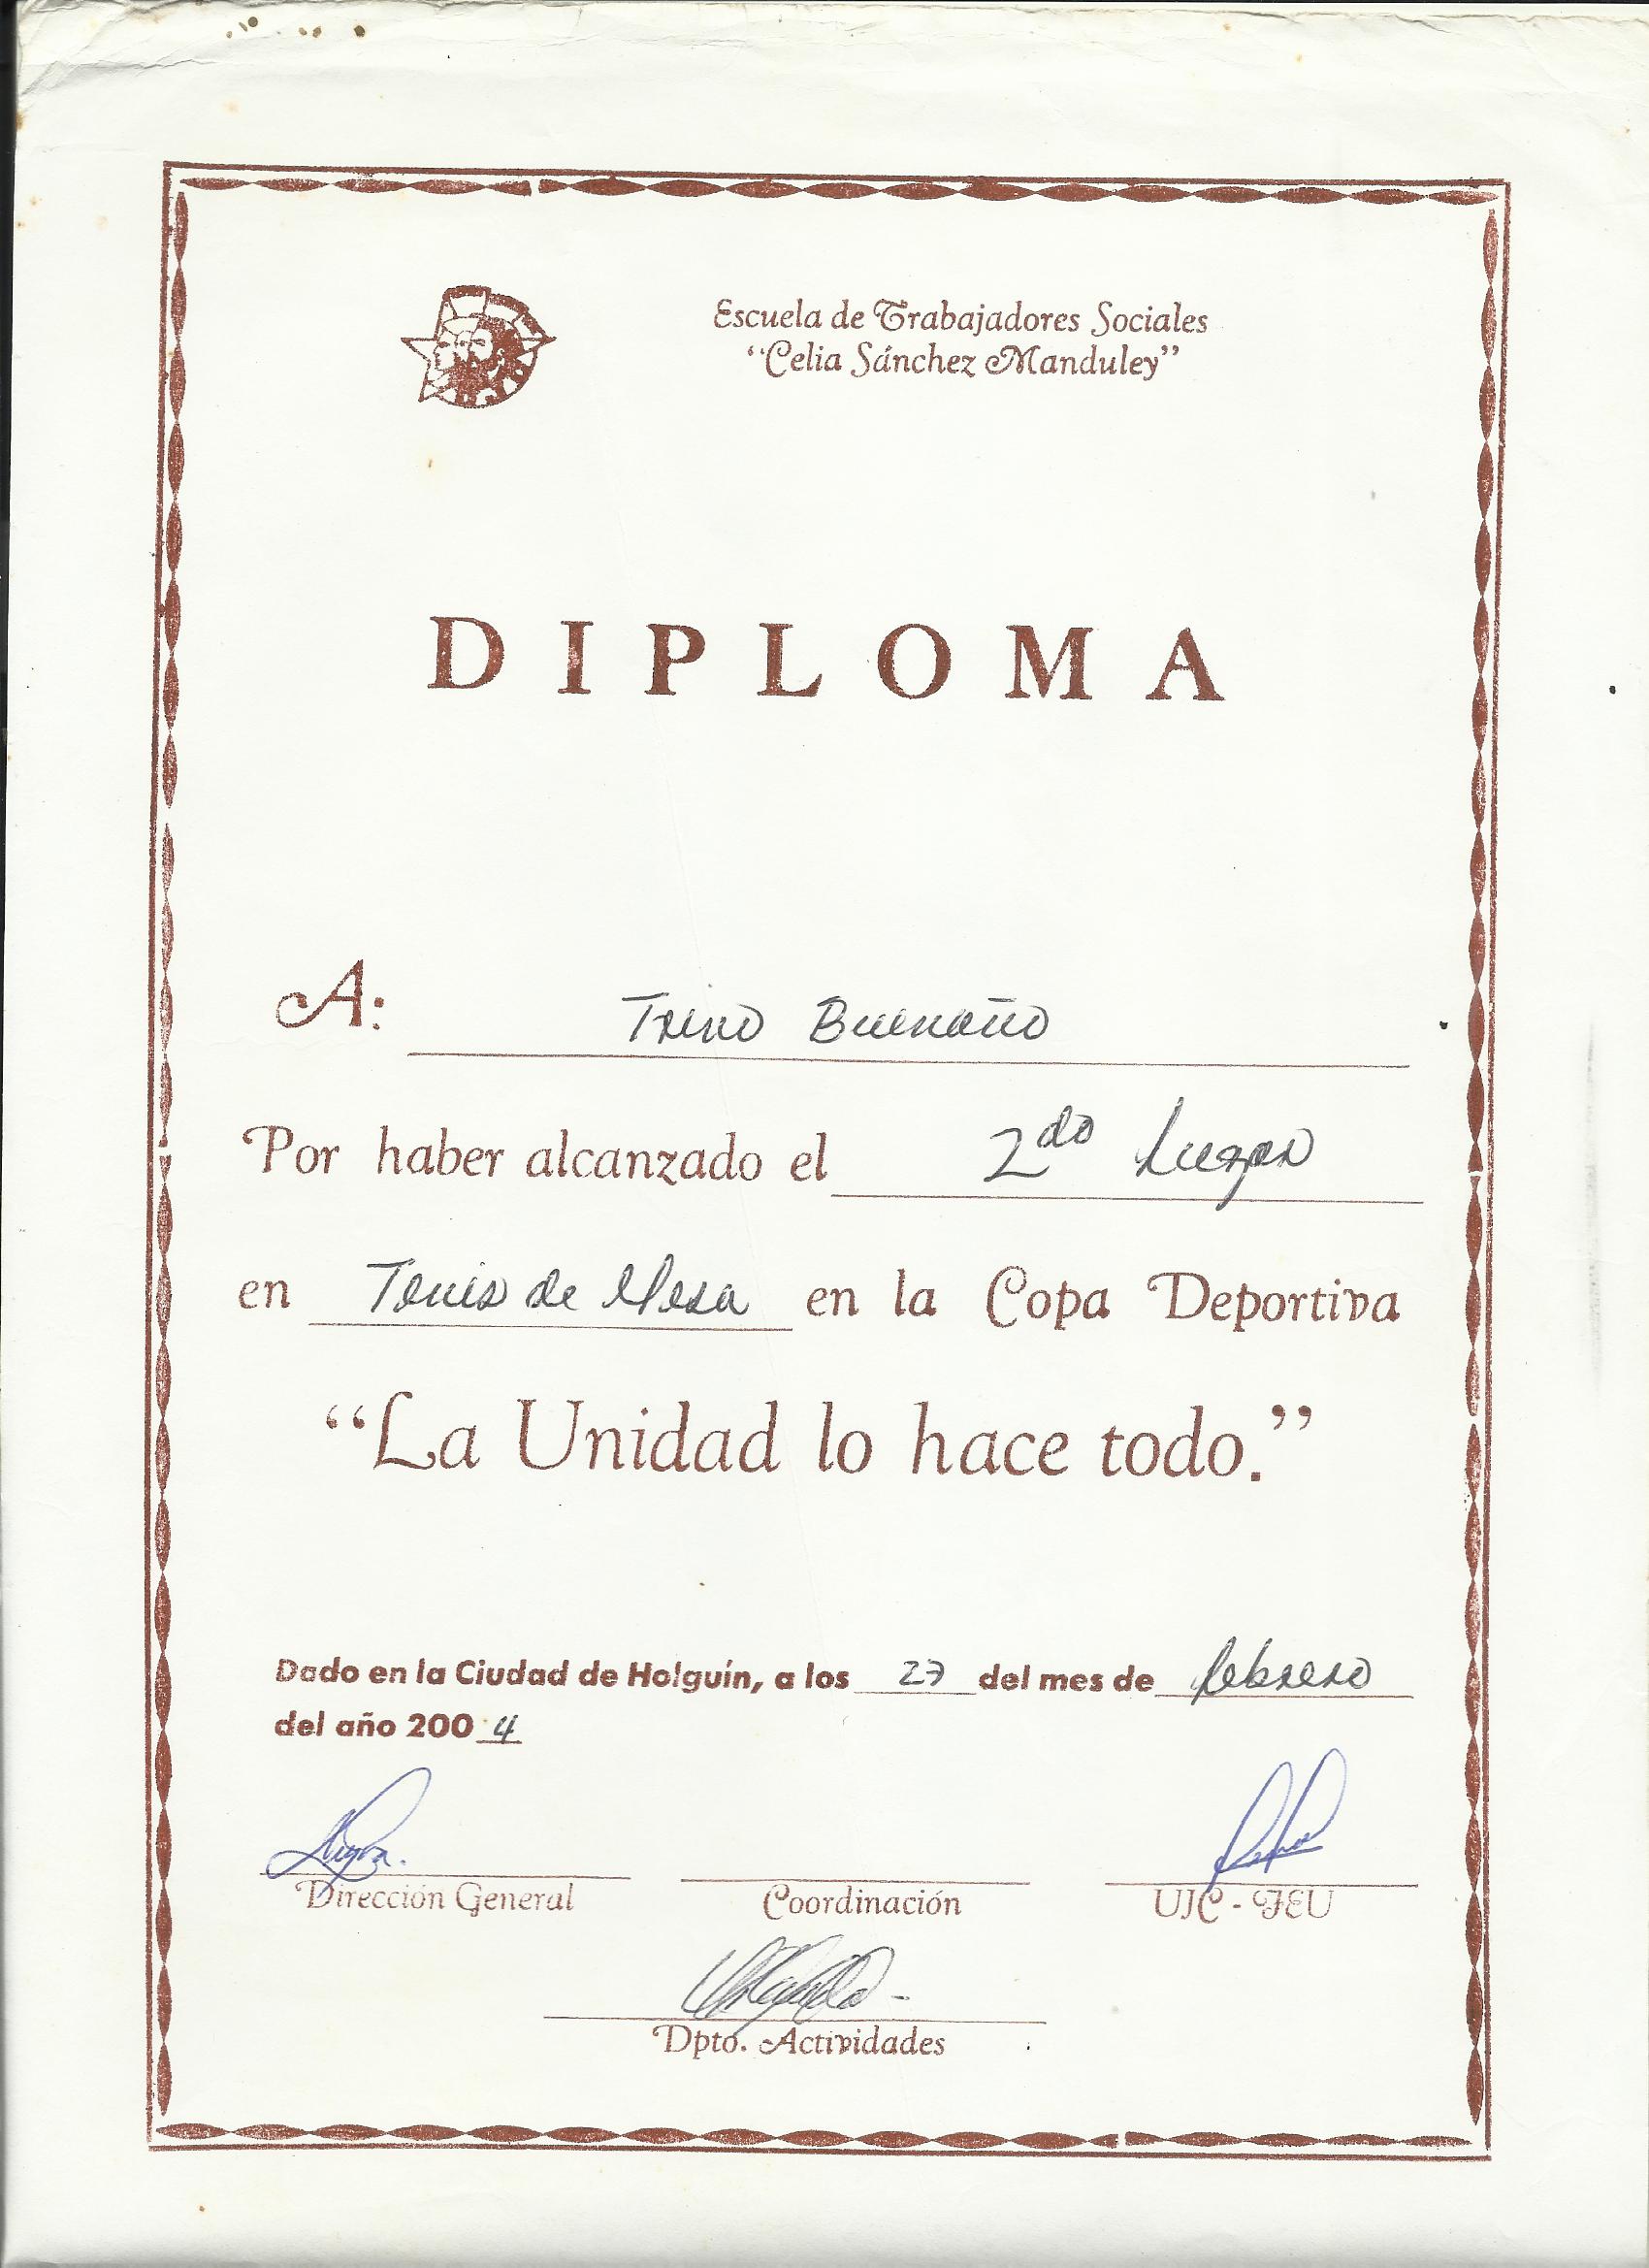 Escuela de Trabajadores Sociales
“Celia Sánchez Manduley”
DIPLOMA
A: Trino Buenaño
Por haber alcanzado el 2do Lugar
en Tenis de Mesa en la Copa Deportiva
“La Unidad lo hace todo.”
Dado en la Ciudad de Holguín, a los 27 del mes de febrero
del año 2004
Dirección General
Coordinación
UJC - FEU
Dpto. Actividades